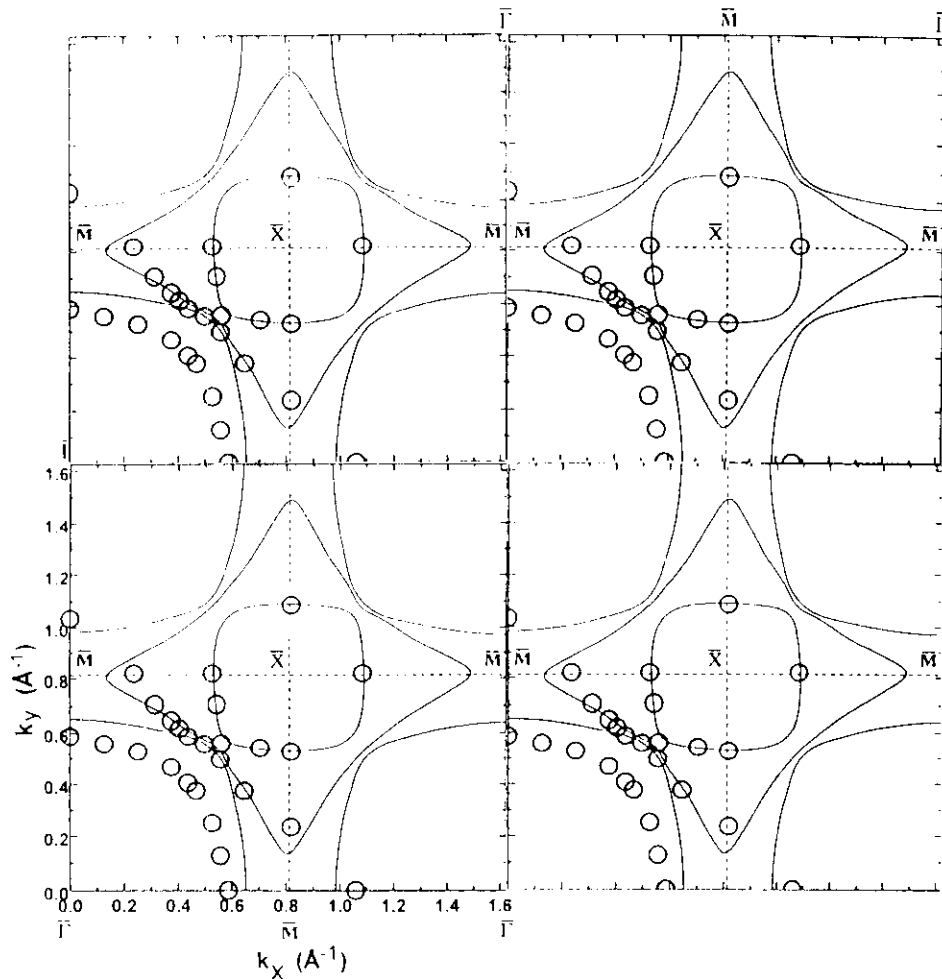 Γ̅ M̅ Γ̅
M̅ X̅ M̅ M̅ X̅ M̅
1.6
1.4
1.2
1.0
M̅ X̅ M̅ M̅ X̅ M̅
0.8
0.6
0.4
0.2
0.0
k_y (Å⁻¹)
0.0 0.2 0.4 0.6 0.8 1.0 1.2 1.4 1.6
Γ̅ M̅ Γ̅
k_X (Å⁻¹)